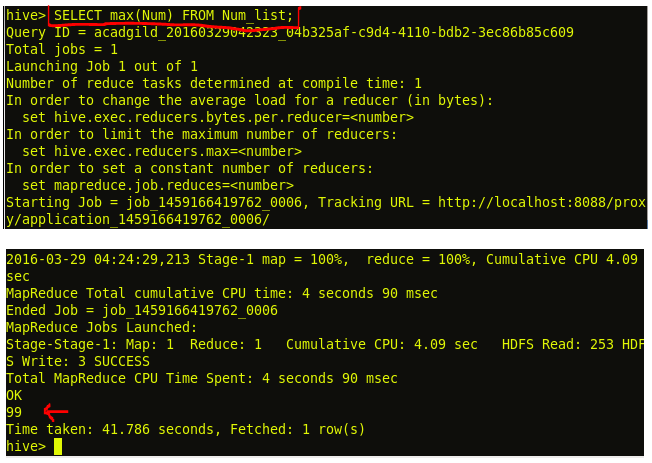 hive> SELECT max(Num) FROM Num_list;
Query ID = acadgild_20160329042323_04b325af-c9d4-4110-bdb2-3ec86b85c609
Total jobs = 1
Launching Job 1 out of 1
Number of reduce tasks determined at compile time: 1
In order to change the average load for a reducer (in bytes):
  set hive.exec.reducers.bytes.per.reducer=<number>
In order to limit the maximum number of reducers:
  set hive.exec.reducers.max=<number>
In order to set a constant number of reducers:
  set mapreduce.job.reduces=<number>
Starting Job = job_1459166419762_0006, Tracking URL = http://localhost:8088/prox
y/application_1459166419762_0006/
2016-03-29 04:24:29,213 Stage-1 map = 100%,  reduce = 100%, Cumulative CPU 4.09
sec
MapReduce Total cumulative CPU time: 4 seconds 90 msec
Ended Job = job_1459166419762_0006
MapReduce Jobs Launched:
Stage-Stage-1: Map: 1  Reduce: 1   Cumulative CPU: 4.09 sec   HDFS Read: 253 HDF
S Write: 3 SUCCESS
Total MapReduce CPU Time Spent: 4 seconds 90 msec
OK
99
Time taken: 41.786 seconds, Fetched: 1 row(s)
hive>